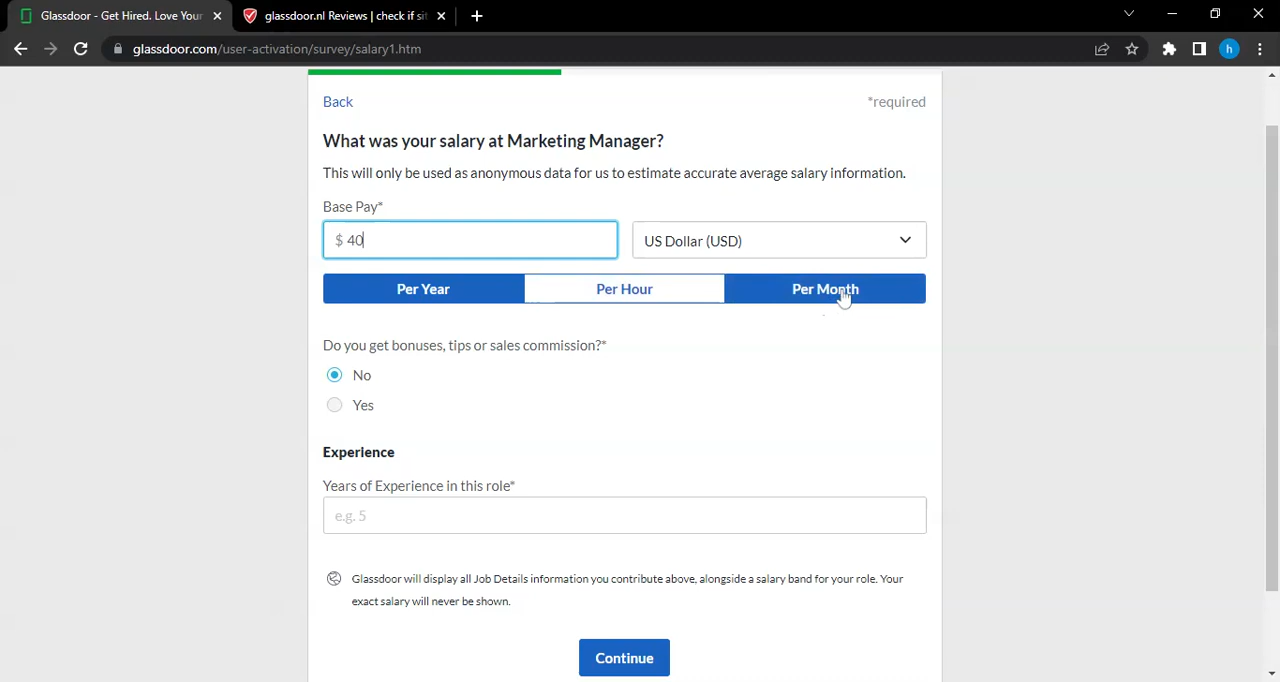 Glassdoor - Get Hired. Love Your
glassdoor.nl Reviews | check if sit
glassdoor.com/user-activation/survey/salary1.htm
h
Back
*required
What was your salary at Marketing Manager?
This will only be used as anonymous data for us to estimate accurate average salary information.
Base Pay*
$ 40
US Dollar (USD)
Per Year
Per Hour
Per Month
Do you get bonuses, tips or sales commission?*
No
Yes
Experience
Years of Experience in this role*
e.g. 5
Glassdoor will display all Job Details information you contribute above, alongside a salary band for your role. Your
exact salary will never be shown.
Continue